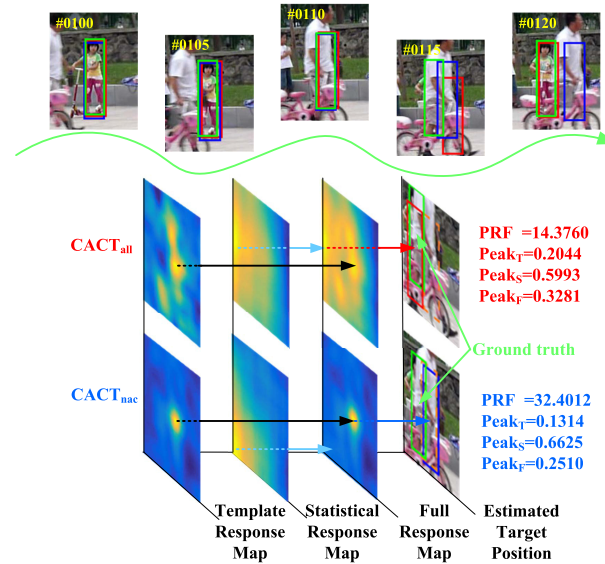 #0100
#0105
#0110
#0115
#0120
CACTall
PRF =14.3760
PeakT=0.2044
PeakS=0.5993
PeakF=0.3281
Ground truth
CACTnac
PRF =32.4012
PeakT=0.1314
PeakS=0.6625
PeakF=0.2510
Template
Response
Map
Statistical
Response
Map
Full
Response
Map
Estimated
Target
Position